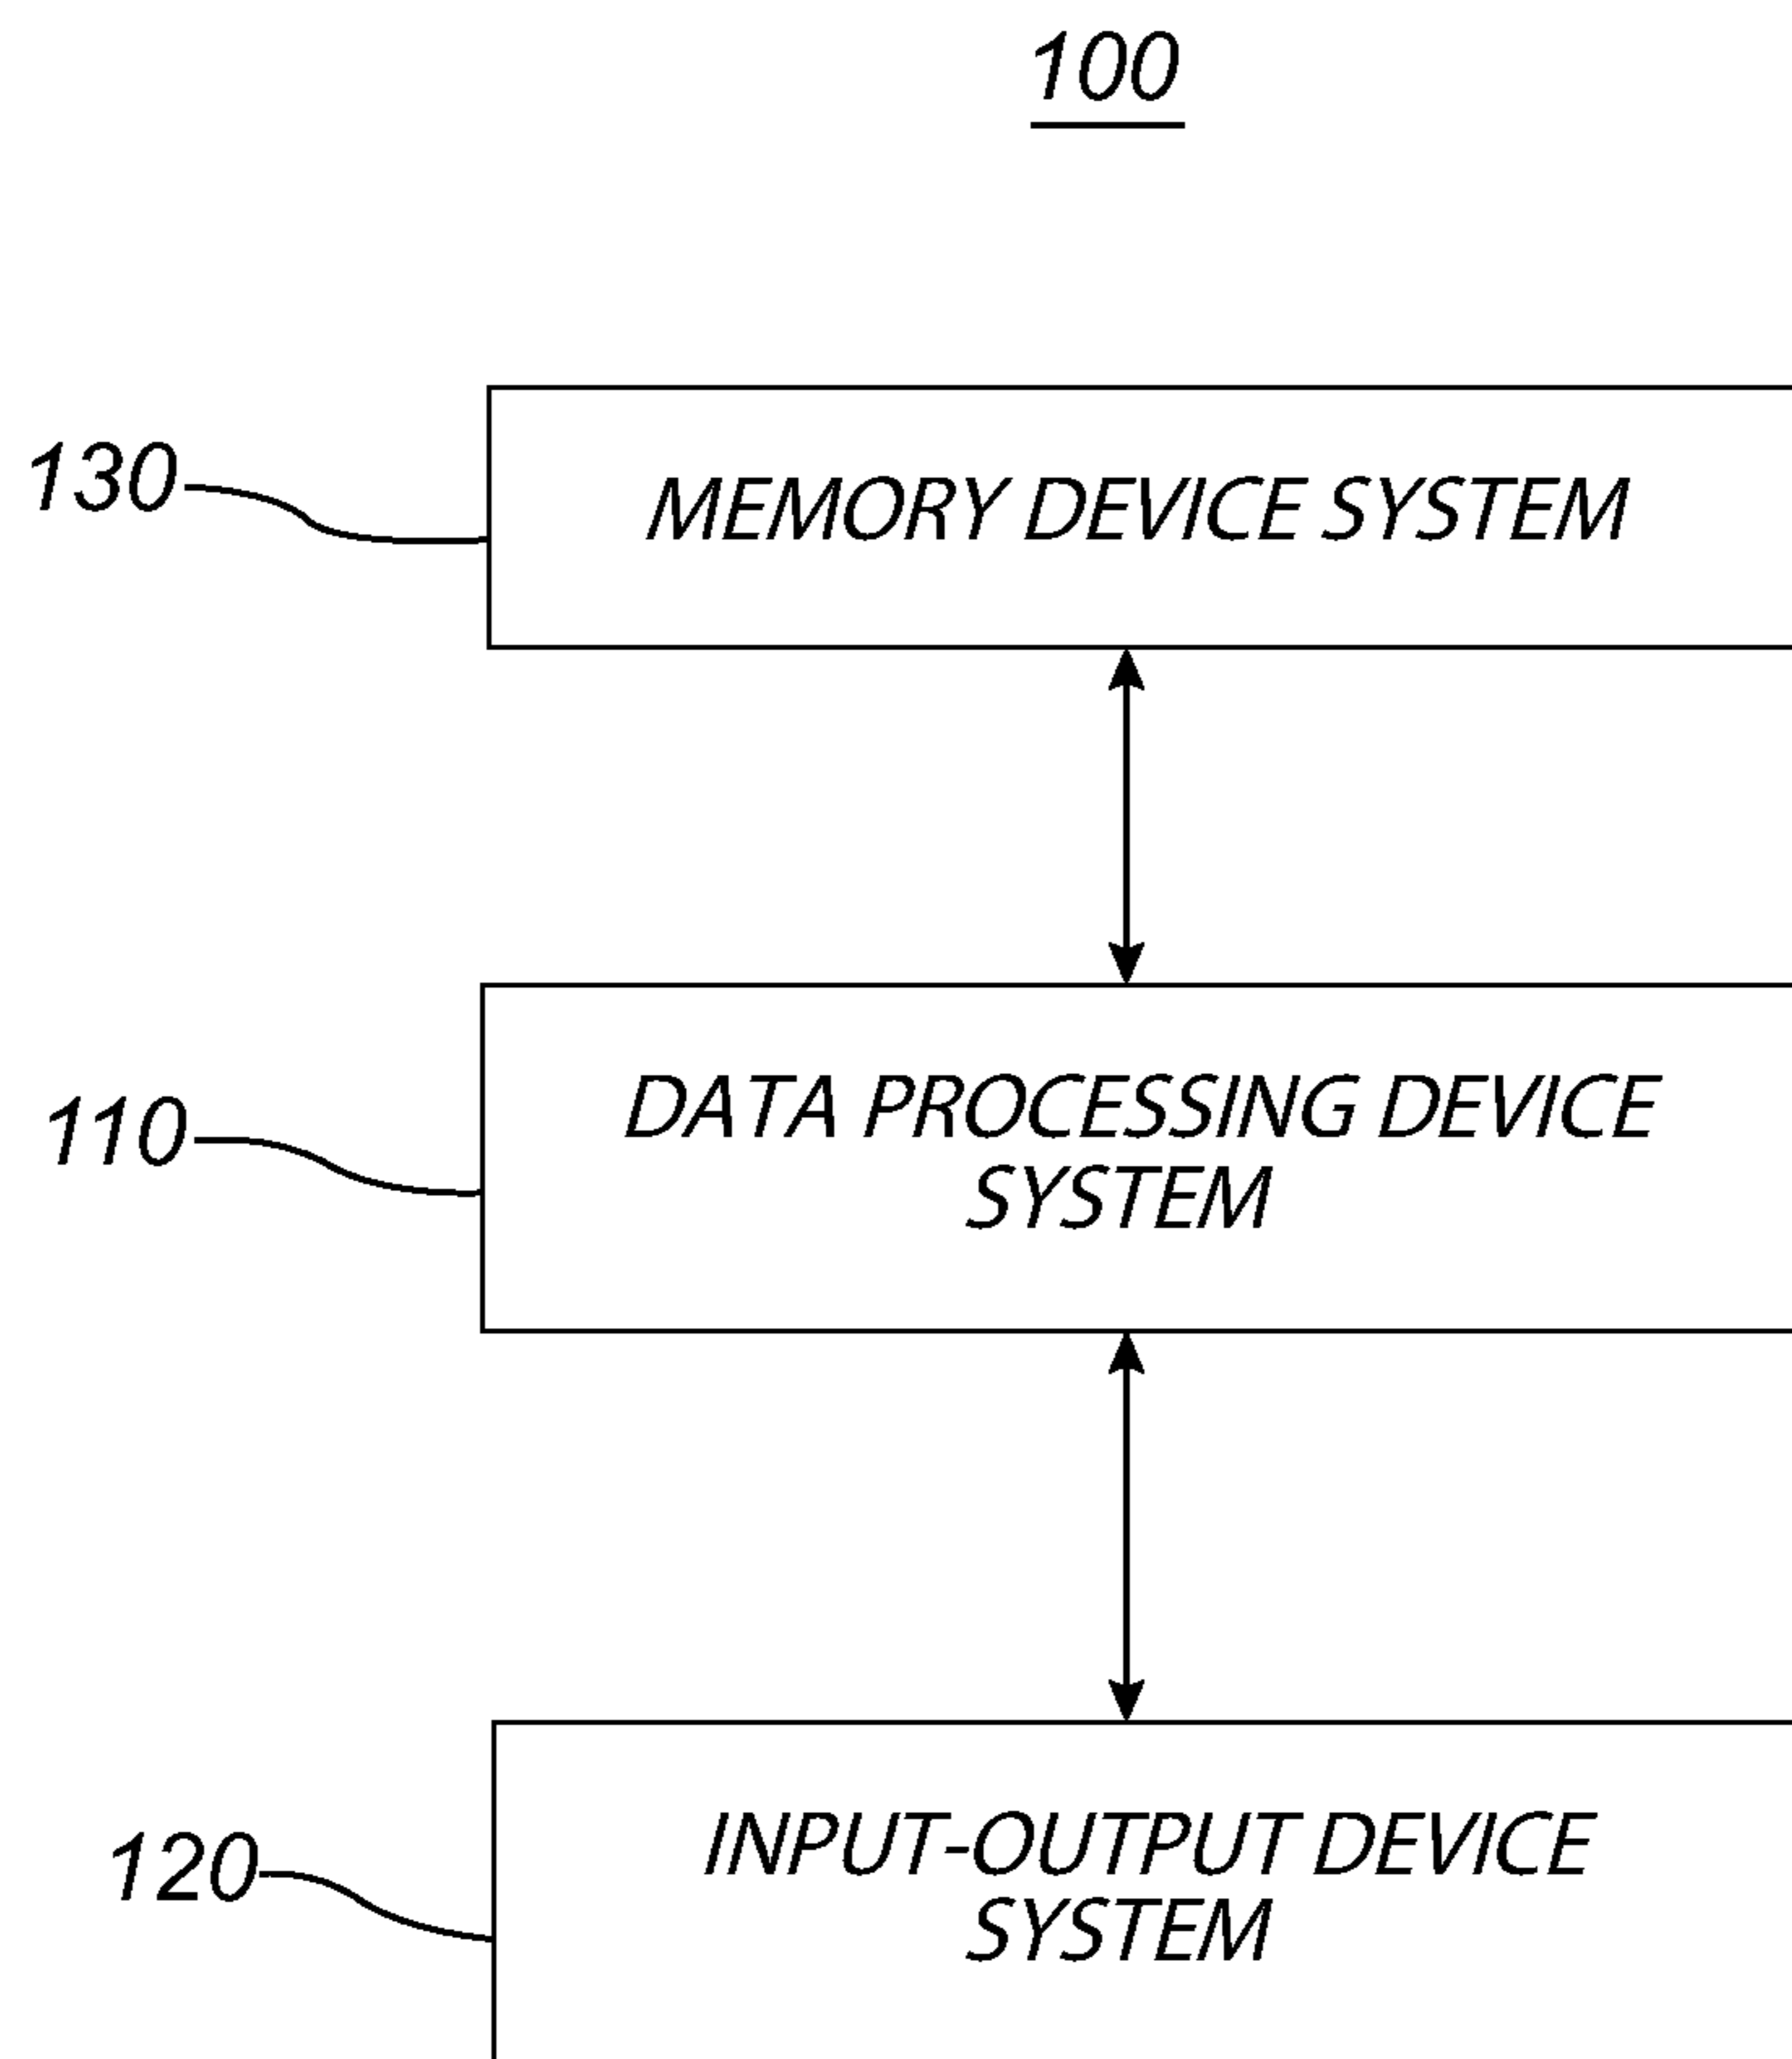 100
130
MEMORY DEVICE SYSTEM
110
DATA PROCESSING DEVICE
SYSTEM
120
INPUT-OUTPUT DEVICE
SYSTEM